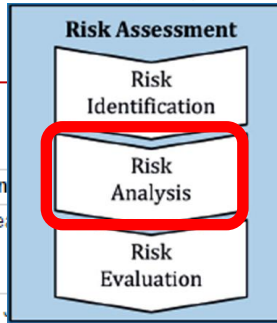 Risk Assessment
Risk
Identification
Risk
Analysis
Risk
Evaluation